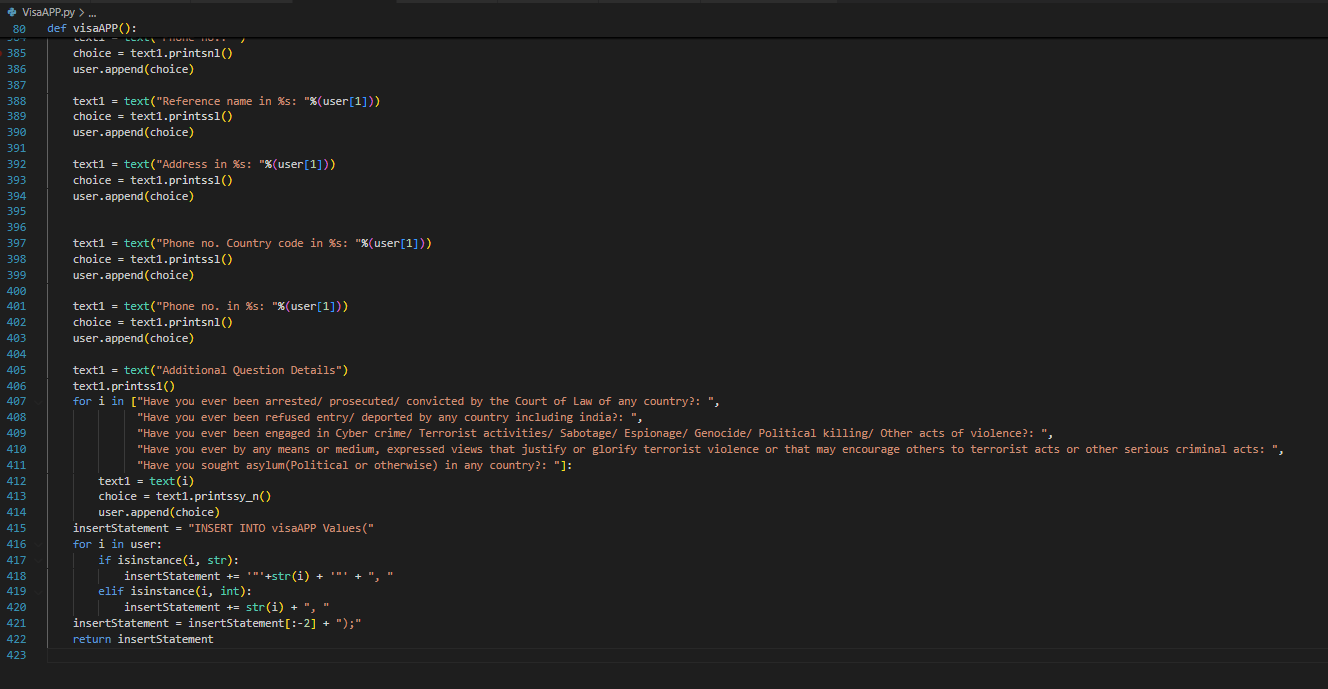 VisaAPP.py > ...
80 def visaAPP():
384 text1 = text("Phone no.: ")
385 choice = text1.printsnl()
386 user.append(choice)
387
388 text1 = text("Reference name in %s: "%(user[1]))
389 choice = text1.printssl()
390 user.append(choice)
391
392 text1 = text("Address in %s: "%(user[1]))
393 choice = text1.printssl()
394 user.append(choice)
395
396
397 text1 = text("Phone no. Country code in %s: "%(user[1]))
398 choice = text1.printssl()
399 user.append(choice)
400
401 text1 = text("Phone no. in %s: "%(user[1]))
402 choice = text1.printsnl()
403 user.append(choice)
404
405 text1 = text("Additional Question Details")
406 text1.printss1()
407 for i in ["Have you ever been arrested/ prosecuted/ convicted by the Court of Law of any country?: ",
408 "Have you ever been refused entry/ deported by any country including india?: ",
409 "Have you ever been engaged in Cyber crime/ Terrorist activities/ Sabotage/ Espionage/ Genocide/ Political killing/ Other acts of violence?: ",
410 "Have you ever by any means or medium, expressed views that justify or glorify terrorist violence or that may encourage others to terrorist acts or other serious criminal acts: ",
411 "Have you sought asylum(Political or otherwise) in any country?: "]:
412 text1 = text(i)
413 choice = text1.printssy_n()
414 user.append(choice)
415 insertStatement = "INSERT INTO visaAPP Values("
416 for i in user:
417 if isinstance(i, str):
418 insertStatement += '"'+str(i) + '"' + ", "
419 elif isinstance(i, int):
420 insertStatement += str(i) + ", "
421 insertStatement = insertStatement[:-2] + ");"
422 return insertStatement
423